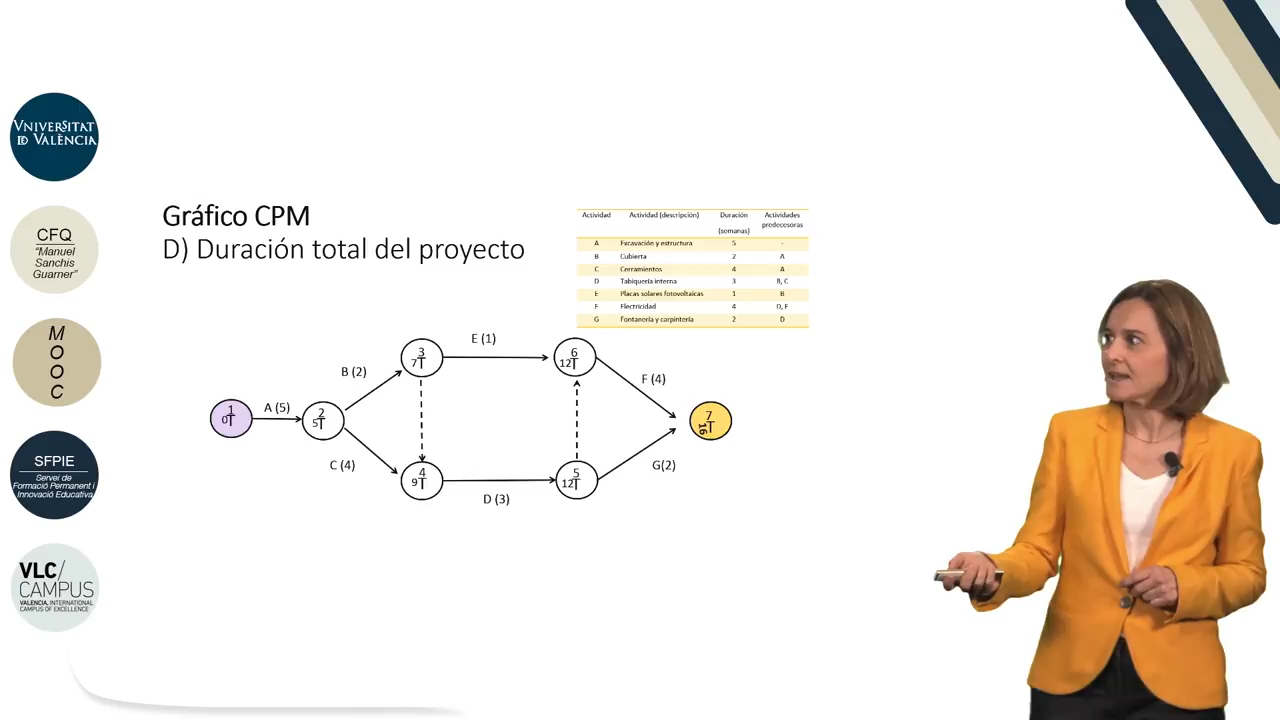 VNIVERSITAT
ID VALÈNCIA
CFQ
"Manuel
Sanchis
Guarner"
M
O
O
C
SFPIE
Servei de
Formació Permanent i
Innovació Educativa
VLC/
CAMPUS
VALENCIA, INTERNATIONAL
CAMPUS OF EXCELLENCE
Gráfico CPM
D) Duración total del proyecto
Actividad Actividad (descripción) Duración (semanas) Actividades predecesoras
A Excavación y estructura 5 -
B Cubierta 2 A
C Cerramientos 4 A
D Tabiquería interna 3 B, C
E Placas solares fotovoltaicas 1 B
F Electricidad 4 D, E
G Fontanería y carpintería 2 D
E (1)
3
7
6
12
B (2)
F (4)
A (5)
1
0
2
5
7
16
C (4)
G(2)
4
9
5
12
D (3)